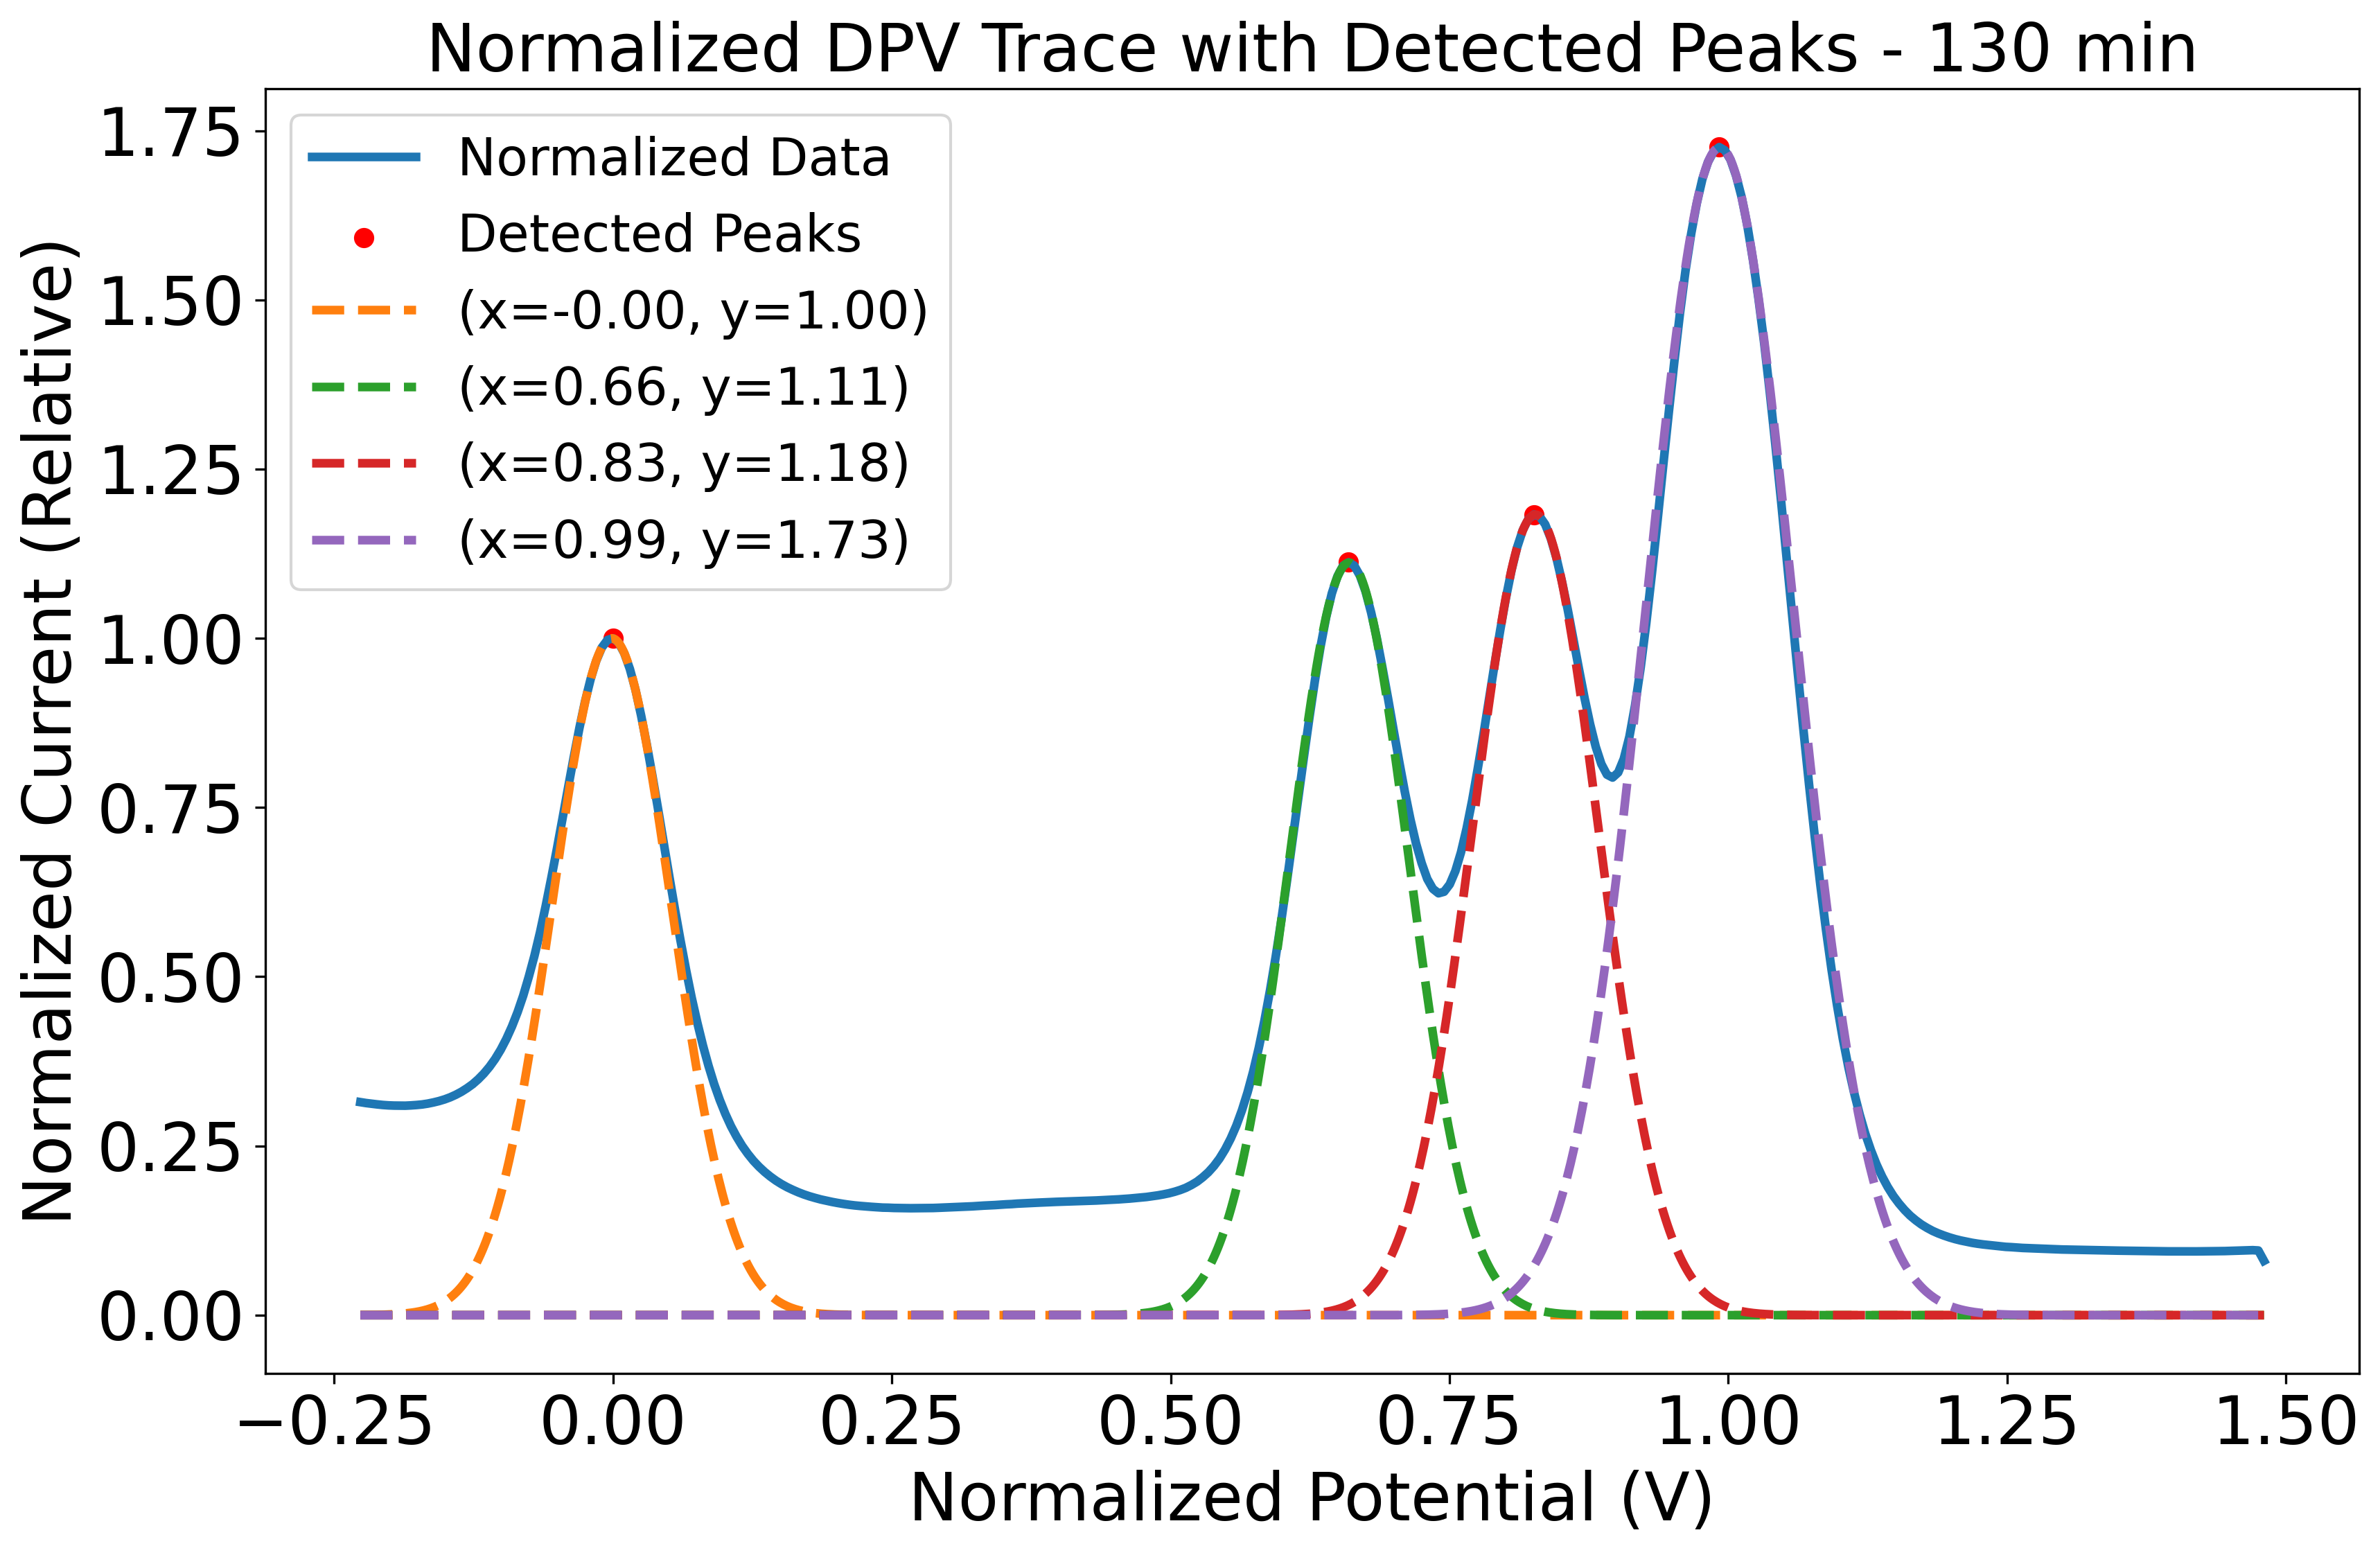 Normalized DPV Trace with Detected Peaks - 130 min
1.75
1.50
1.25
1.00
0.75
0.50
0.25
0.00
Normalized Current (Relative)
Normalized Data
Detected Peaks
(x=-0.00, y=1.00)
(x=0.66, y=1.11)
(x=0.83, y=1.18)
(x=0.99, y=1.73)
−0.25 0.00 0.25 0.50 0.75 1.00 1.25 1.50
Normalized Potential (V)